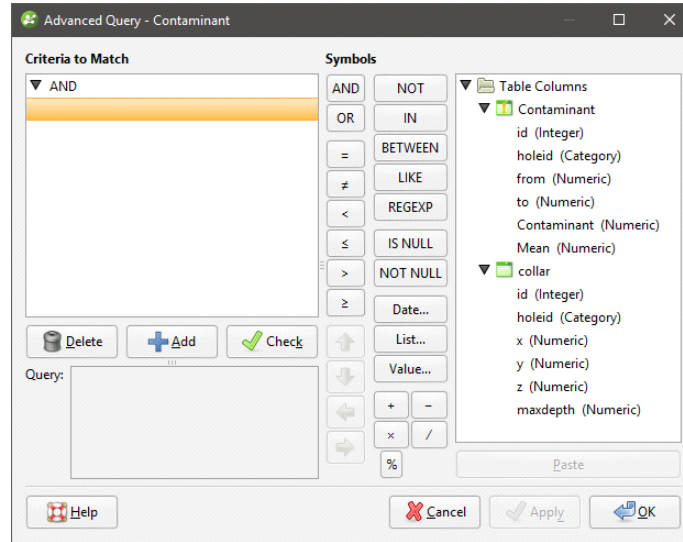 Advanced Query - Contaminant
Criteria to Match
AND
Delete
Add
Check
Query:
Symbols
AND
OR
=
≠
<
≤
>
≥
NOT
IN
BETWEEN
LIKE
REGEXP
IS NULL
NOT NULL
Date...
List...
Value...
+ -
× /
%
Table Columns
Contaminant
id (Integer)
holeid (Category)
from (Numeric)
to (Numeric)
Contaminant (Numeric)
Mean (Numeric)
collar
id (Integer)
holeid (Category)
x (Numeric)
y (Numeric)
z (Numeric)
maxdepth (Numeric)
Paste
Help
Cancel
Apply
OK